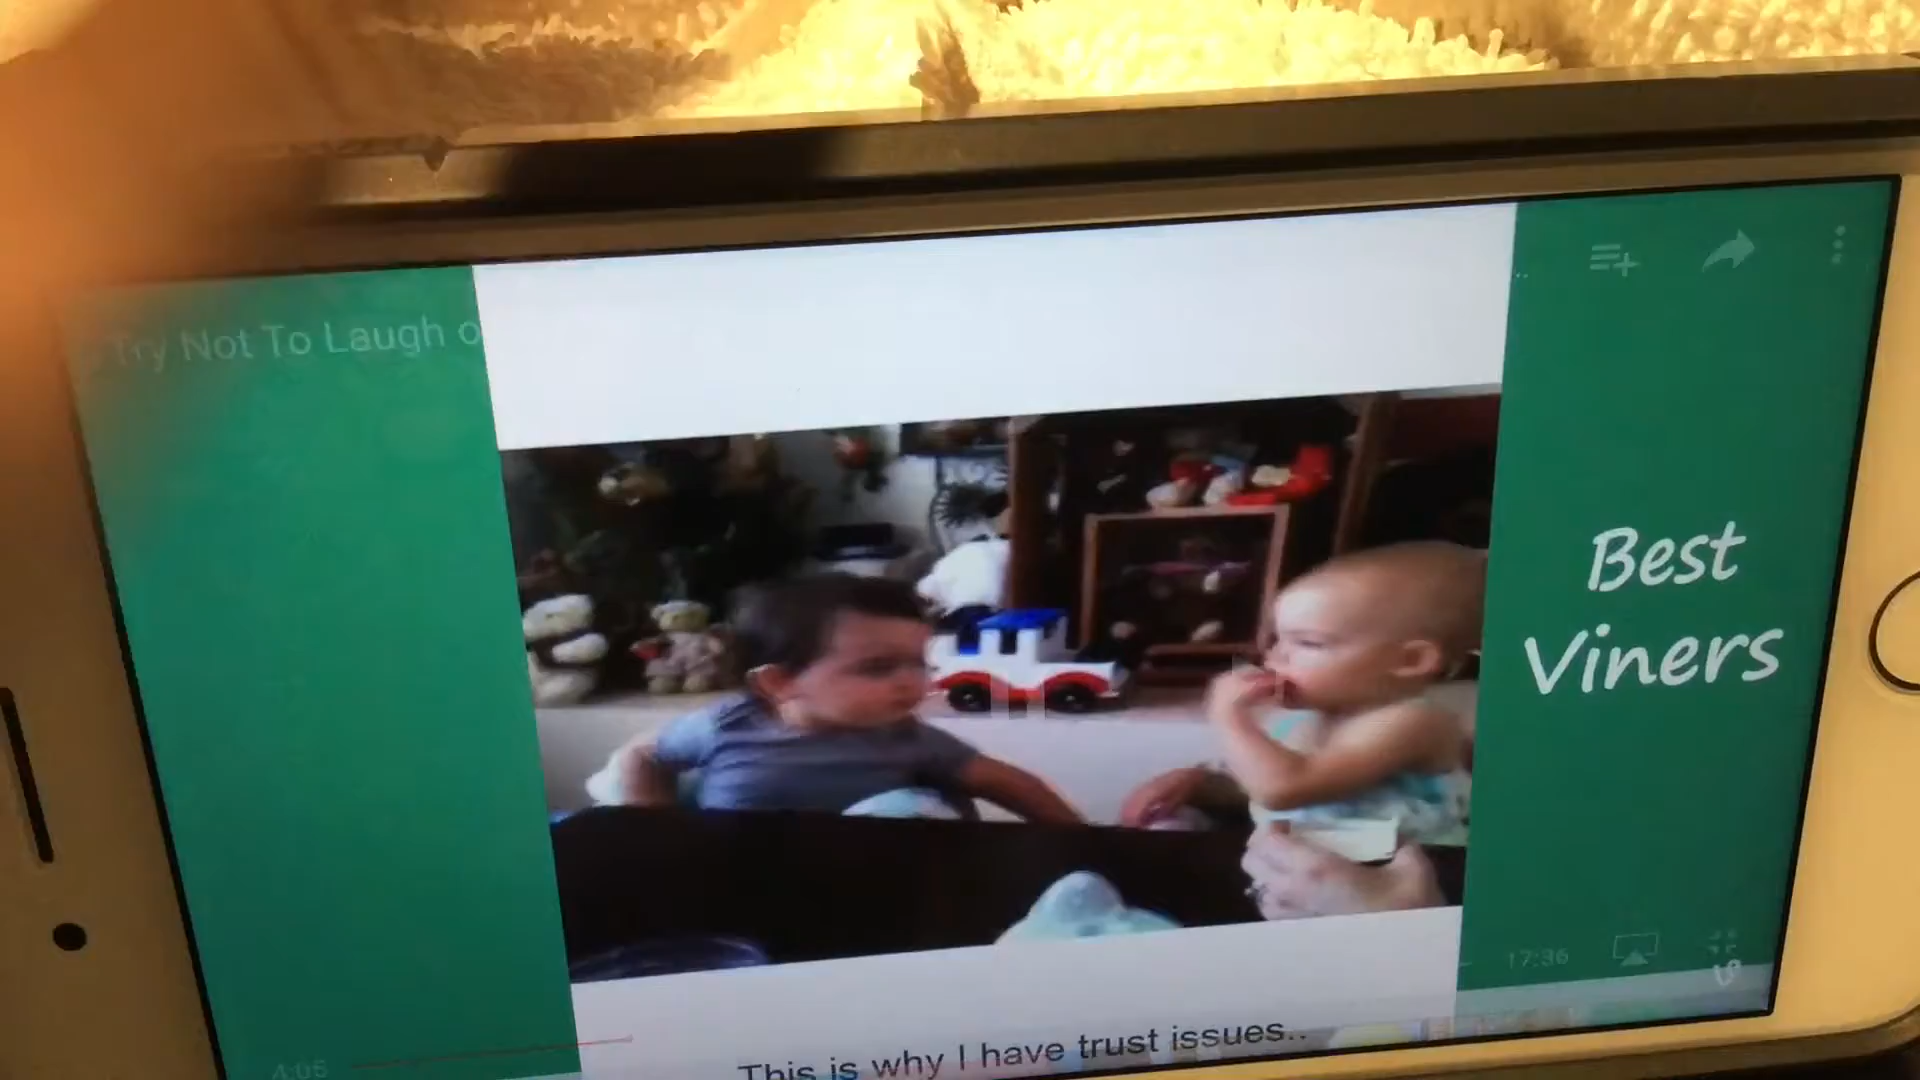 Try Not To Laugh o
..
Best
Viners
17:36
4:05
This is why I have trust issues..